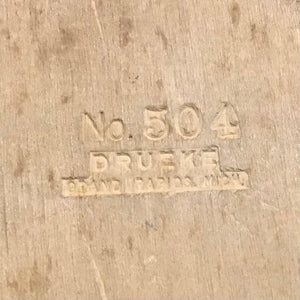 No. 504
DRUEKE
GRAND RAPIDS, MICH.